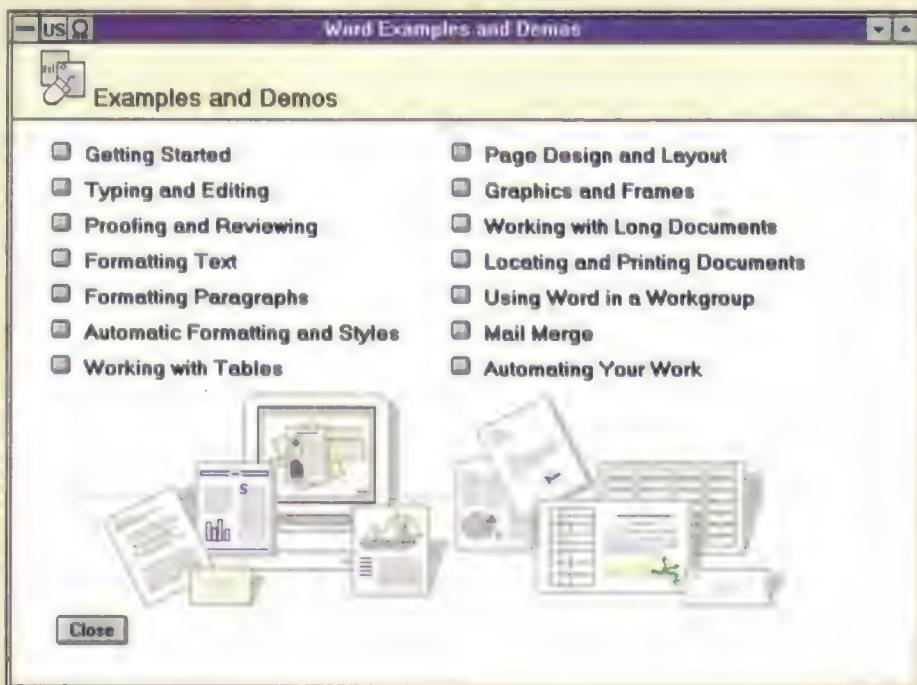 US
Word Examples and Demos
Examples and Demos
Getting Started
Typing and Editing
Proofing and Reviewing
Formatting Text
Formatting Paragraphs
Automatic Formatting and Styles
Working with Tables
Page Design and Layout
Graphics and Frames
Working with Long Documents
Locating and Printing Documents
Using Word in a Workgroup
Mail Merge
Automating Your Work
S
Close